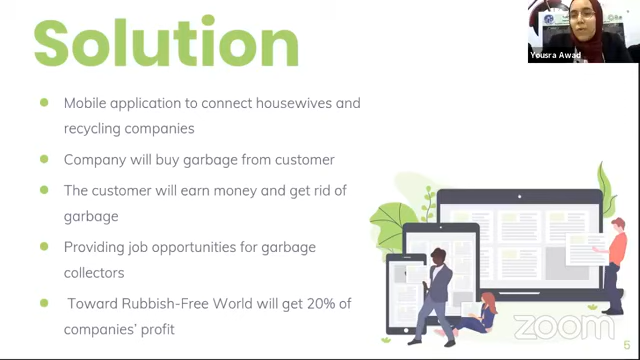 Solution
Yousra Awad
Mobile application to connect housewives and
recycling companies
Company will buy garbage from customer
The customer will earn money and get rid of
garbage
Providing job opportunities for garbage
collectors
Toward Rubbish-Free World will get 20% of
companies' profit
zoom
5